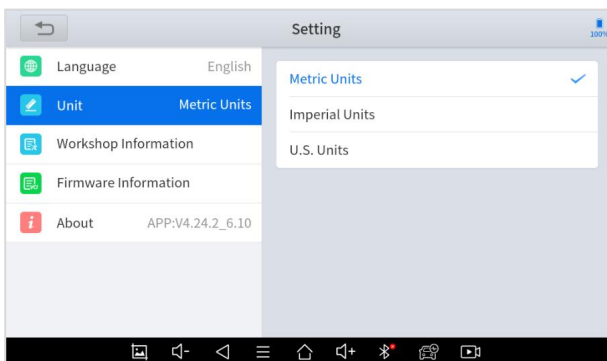 Setting
100%
Language English
Unit Metric Units
Workshop Information
Firmware Information
About APP:V4.24.2_6.10
Metric Units
Imperial Units
U.S. Units